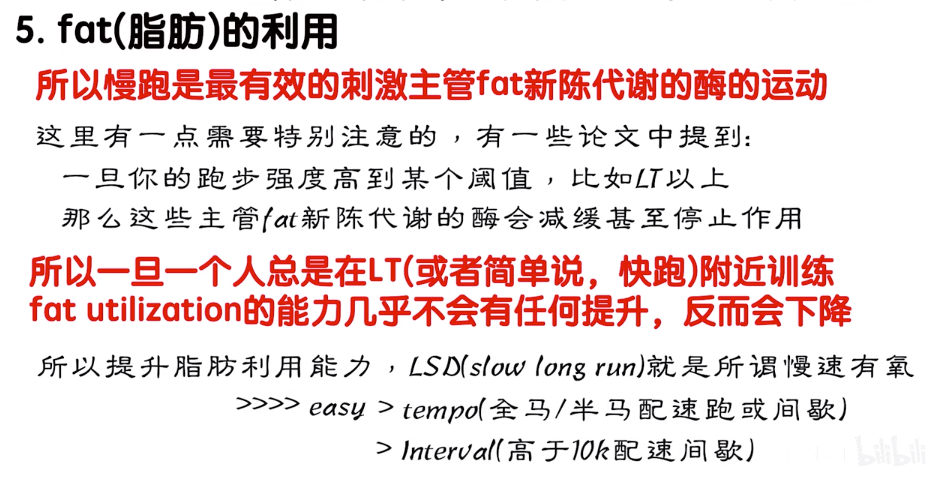 5. fat(脂肪)的利用
所以慢跑是最有效的刺激主管fat新陈代谢的酶的运动
这里有一点需要特别注意的，有一些论文中提到:
一旦你的跑步强度高到某个阈值，比如LT以上
那么这些主管fat新陈代谢的酶会减缓甚至停止作用
所以一旦一个人总是在LT(或者简单说，快跑)附近训练
fat utilization的能力几乎不会有任何提升，反而会下降
所以提升脂肪利用能力，LSD(slow long run)就是所谓慢速有氧
>>>> easy > tempo(全马/半马配速跑或间歇)
> Interval(高于10k配速间歇)
bilibili